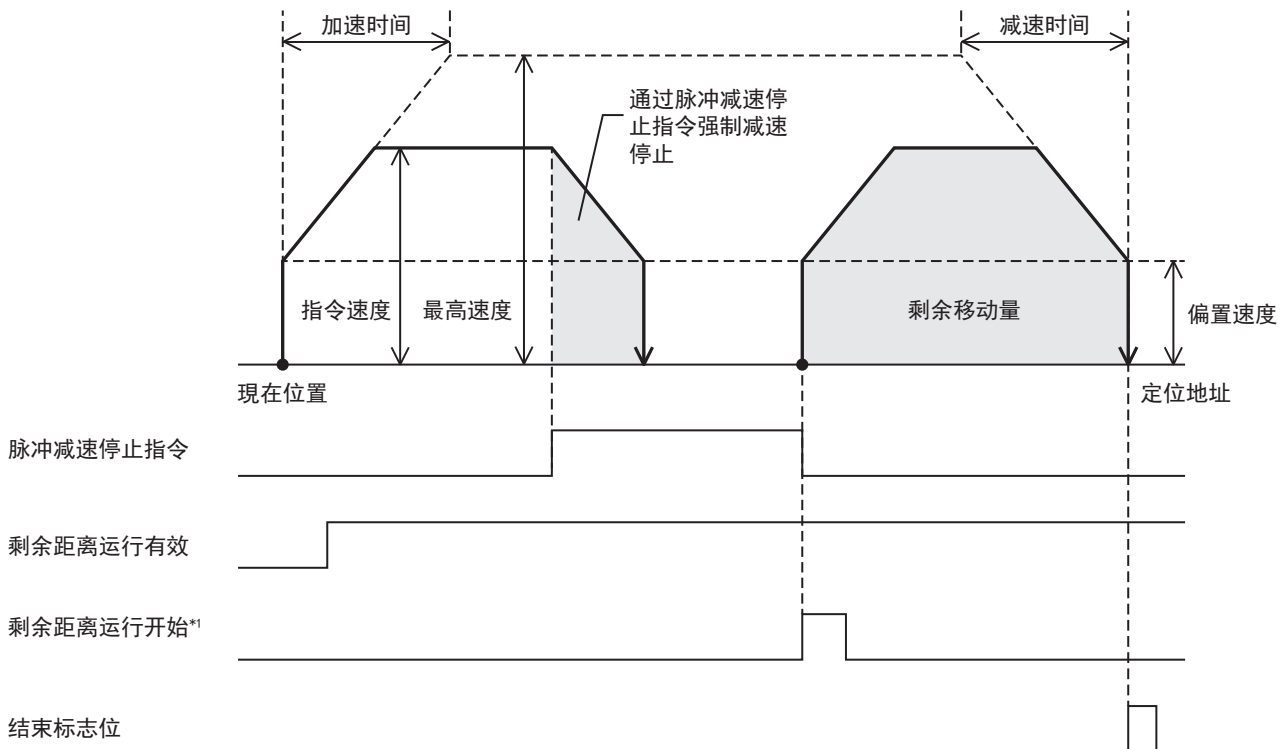 加速时间
减速时间
通过脉冲减速停
止指令强制减速
停止
指令速度
最高速度
剩余移动量
偏置速度
現在位置
定位地址
脉冲减速停止指令
剩余距离运行有效
剩余距离运行开始*1
结束标志位